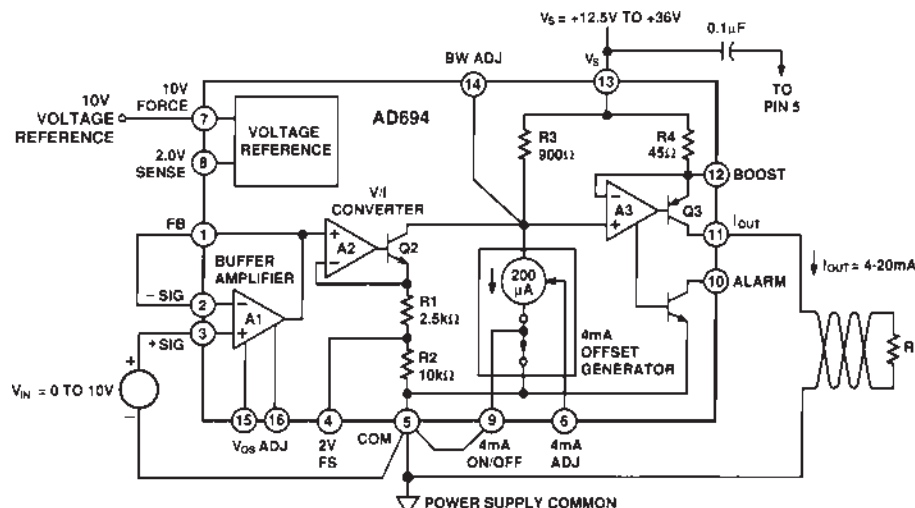 VS = +12.5V TO +36V
0.1µF
TO
PIN 5
BW ADJ
VS
14
13
10V
FORCE
10V
VOLTAGE
REFERENCE
7
VOLTAGE
REFERENCE
2.0V
SENSE
8
AD694
R3
900Ω
R4
45Ω
12
BOOST
V/I
CONVERTER
FB
1
+
A2
−
Q2
−
A3
+
Q3
IOUT
11
BUFFER
AMPLIFIER
−SIG
2
−
A1
+
+SIG
3
R1
2.5kΩ
200
µA
10
ALARM
IOUT = 4-20mA
4mA
OFFSET
GENERATOR
R2
10kΩ
RL
+
VIN = 0 TO 10V
−
15
16
4
5
9
6
VOS ADJ
2V
FS
COM
4mA
ON/OFF
4mA
ADJ
POWER SUPPLY COMMON